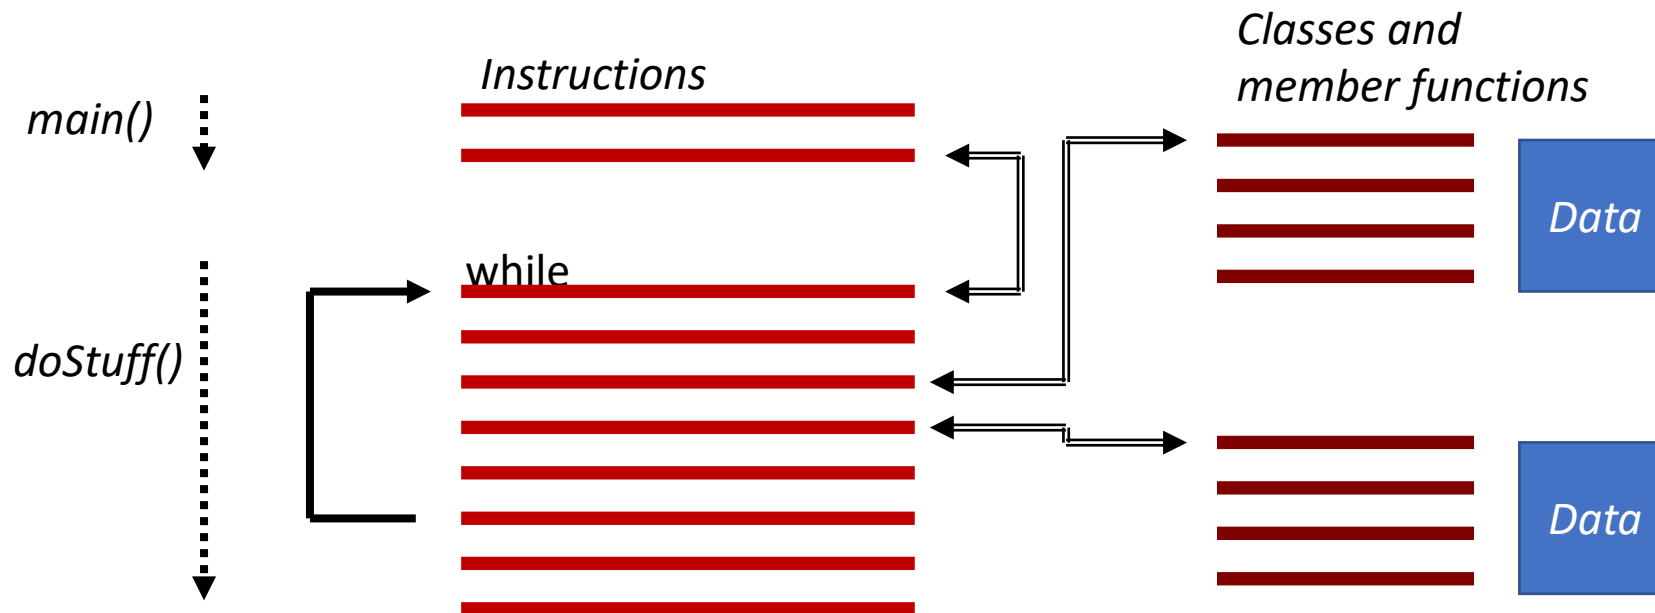 Classes and
member functions
Instructions
main()
Data
while
doStuff()
Data